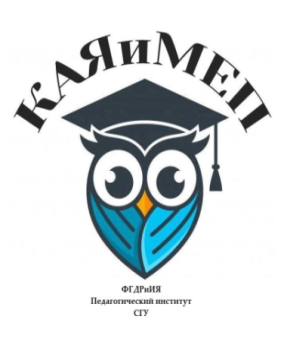 КАЯиМЕП
ФГДРиИЯ
Педагогический институт
СГУ